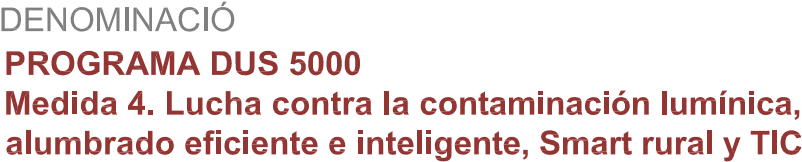 DENOMINACIÓ
PROGRAMA DUS 5000
Medida 4. Lucha contra la contaminación lumínica,
alumbrado eficiente e inteligente, Smart rural y TIC